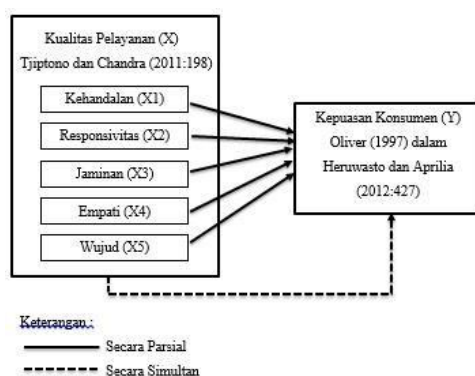 Kualitas Pelayanan (X)
Tjiptono dan Chandra (2011:198)
Kehandalan (X1)
Responsivitas (X2)
Jaminan (X3)
Empati (X4)
Wujud (X5)
Kepuasan Konsumen (Y)
Oliver (1997) dalam
Heruwasto dan Aprilia
(2012:427)
Keterangan :
Secara Parsial
Secara Simultan